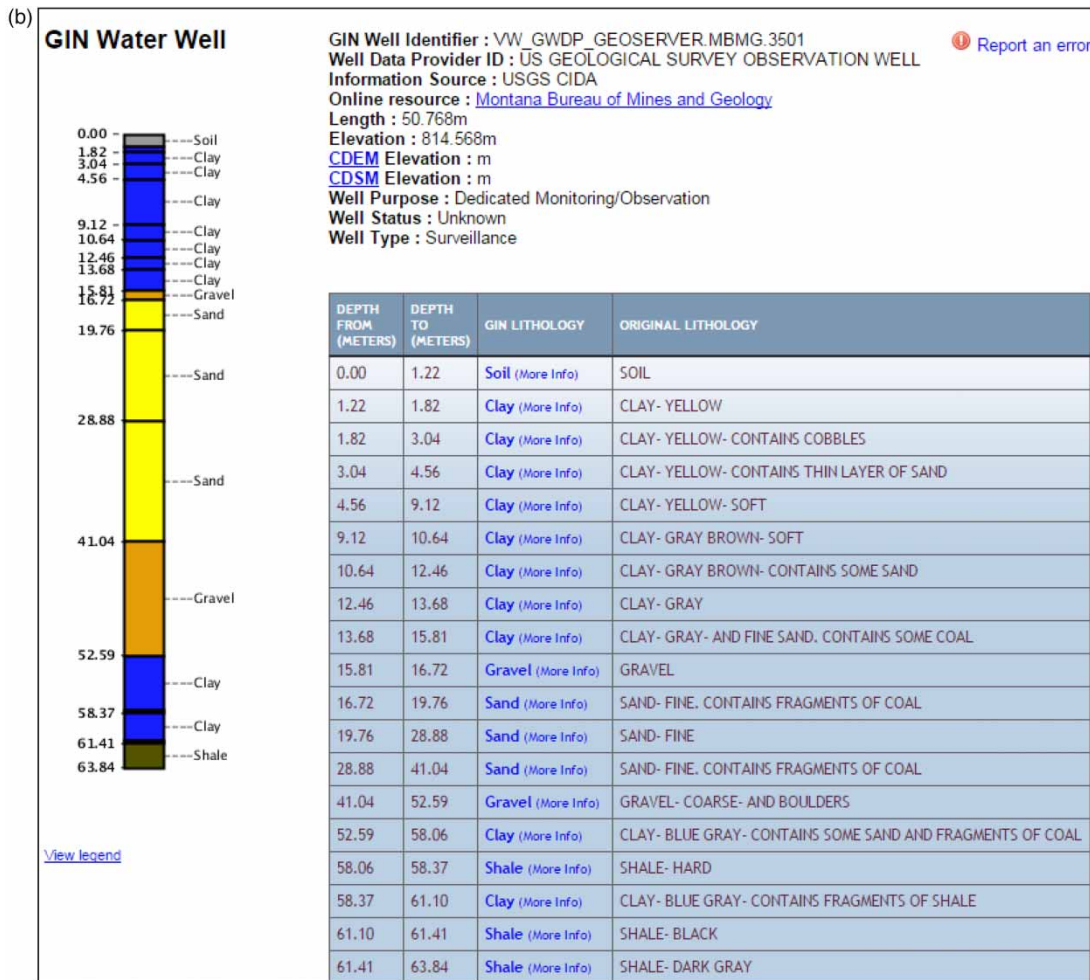 (b)
GIN Water Well
GIN Well Identifier : VW_GWDP_GEOSERVER.MBMG.3501
Report an error
Well Data Provider ID : US GEOLOGICAL SURVEY OBSERVATION WELL
Information Source : USGS CIDA
Online resource : Montana Bureau of Mines and Geology
Length : 50.768m
Elevation : 814.568m
CDEM Elevation : m
CDSM Elevation : m
Well Purpose : Dedicated Monitoring/Observation
Well Status : Unknown
Well Type : Surveillance
0.00
Soil
1.82
Clay
3.04
Clay
4.56
Clay
9.12
Clay
10.64
Clay
12.46
Clay
13.68
Clay
15.81
Gravel
16.72
Sand
19.76
Sand
28.88
Sand
41.04
Gravel
52.59
Clay
58.37
Clay
61.41
Shale
63.84
View legend
DEPTH FROM (METERS) DEPTH TO (METERS) GIN LITHOLOGY ORIGINAL LITHOLOGY
0.00 1.22 Soil (More Info) SOIL
1.22 1.82 Clay (More Info) CLAY- YELLOW
1.82 3.04 Clay (More Info) CLAY- YELLOW- CONTAINS COBBLES
3.04 4.56 Clay (More Info) CLAY- YELLOW- CONTAINS THIN LAYER OF SAND
4.56 9.12 Clay (More Info) CLAY- YELLOW- SOFT
9.12 10.64 Clay (More Info) CLAY- GRAY BROWN- SOFT
10.64 12.46 Clay (More Info) CLAY- GRAY BROWN- CONTAINS SOME SAND
12.46 13.68 Clay (More Info) CLAY- GRAY
13.68 15.81 Clay (More Info) CLAY- GRAY- AND FINE SAND. CONTAINS SOME COAL
15.81 16.72 Gravel (More Info) GRAVEL
16.72 19.76 Sand (More Info) SAND- FINE. CONTAINS FRAGMENTS OF COAL
19.76 28.88 Sand (More Info) SAND- FINE
28.88 41.04 Sand (More Info) SAND- FINE. CONTAINS FRAGMENTS OF COAL
41.04 52.59 Gravel (More Info) GRAVEL- COARSE- AND BOULDERS
52.59 58.06 Clay (More Info) CLAY- BLUE GRAY- CONTAINS SOME SAND AND FRAGMENTS OF COAL
58.06 58.37 Shale (More Info) SHALE- HARD
58.37 61.10 Clay (More Info) CLAY- BLUE GRAY- CONTAINS FRAGMENTS OF SHALE
61.10 61.41 Shale (More Info) SHALE- BLACK
61.41 63.84 Shale (More Info) SHALE- DARK GRAY